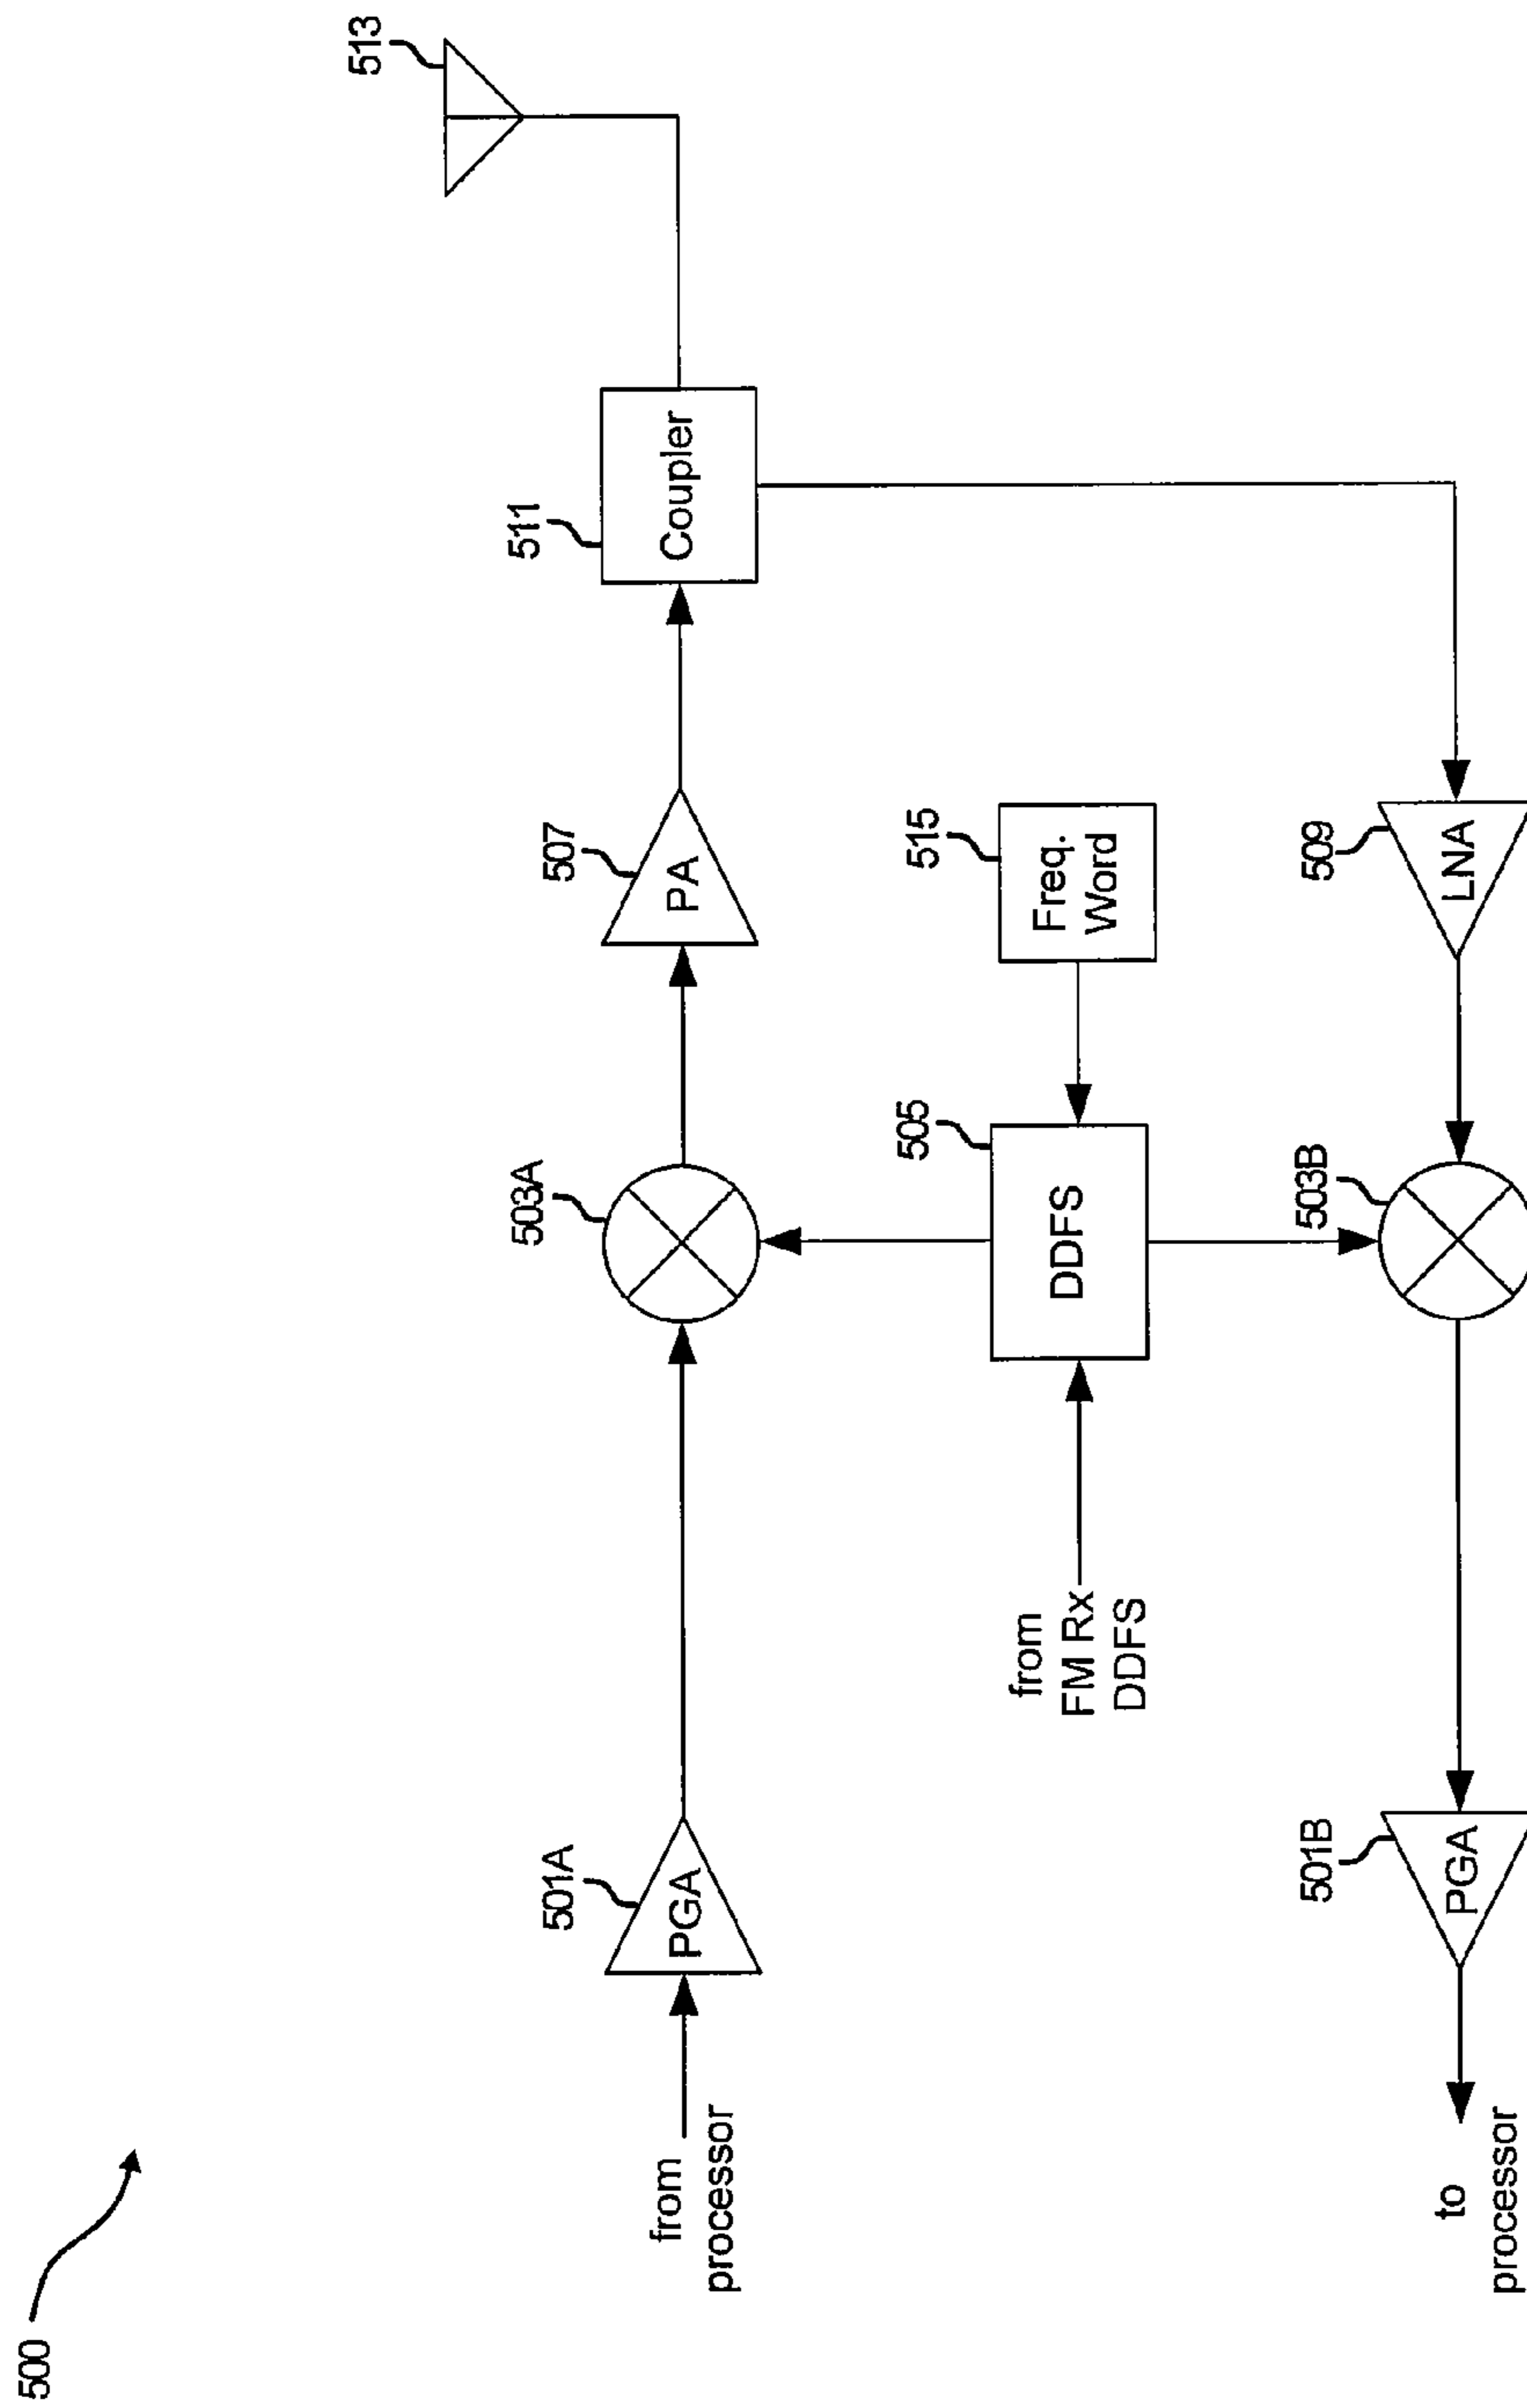 500
513
511
Coupler
507
PA
515
Freq.
Word
509
LNA
503A
505
DDFS
503B
from
FM Rx
DDFS
501A
PGA
501B
PGA
from
processor
to
processor